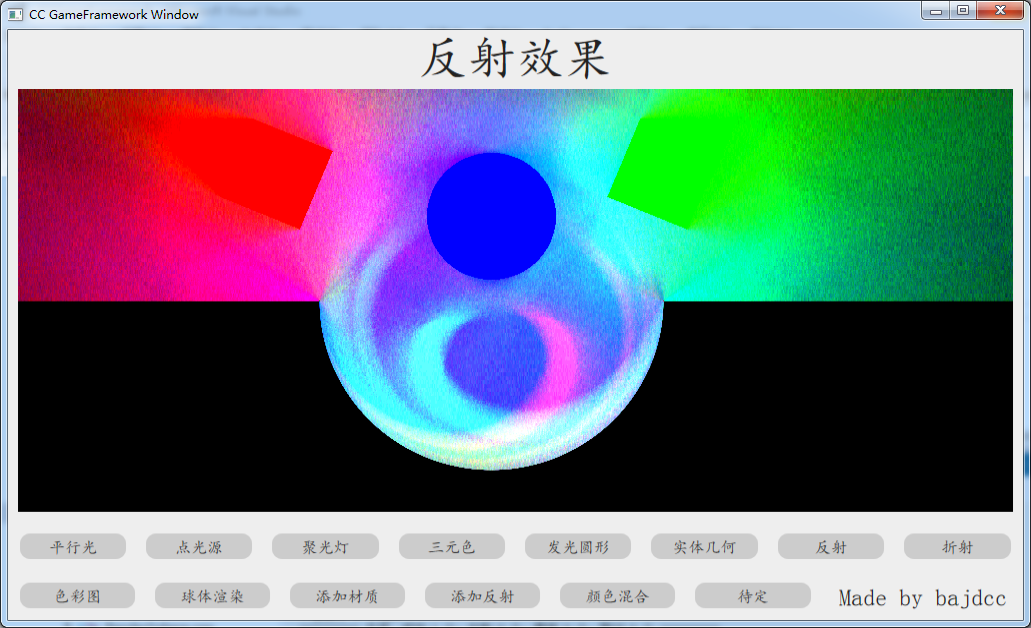 CC GameFramework Window
反射效果
平行光 点光源 聚光灯 三元色 发光圆形 实体几何 反射 折射
色彩图 球体渲染 添加材质 添加反射 颜色混合 待定 Made by bajdcc